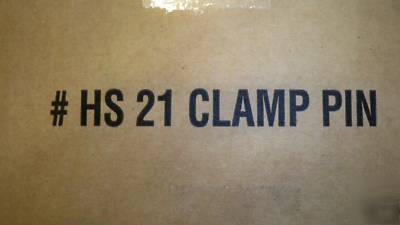 # HS 21 CLAMP PIN